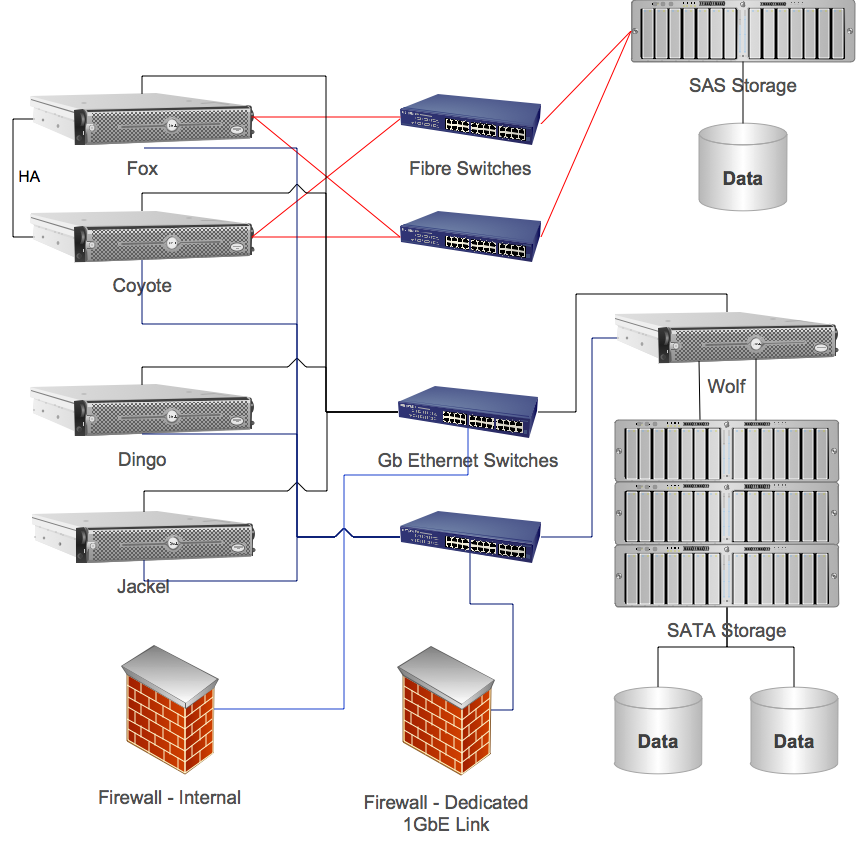 SAS Storage
Fox
Fibre Switches
Data
HA
Coyote
Wolf
Dingo
Gb Ethernet Switches
Jackel
SATA Storage
Data
Data
Firewall - Internal
Firewall - Dedicated
1GbE Link